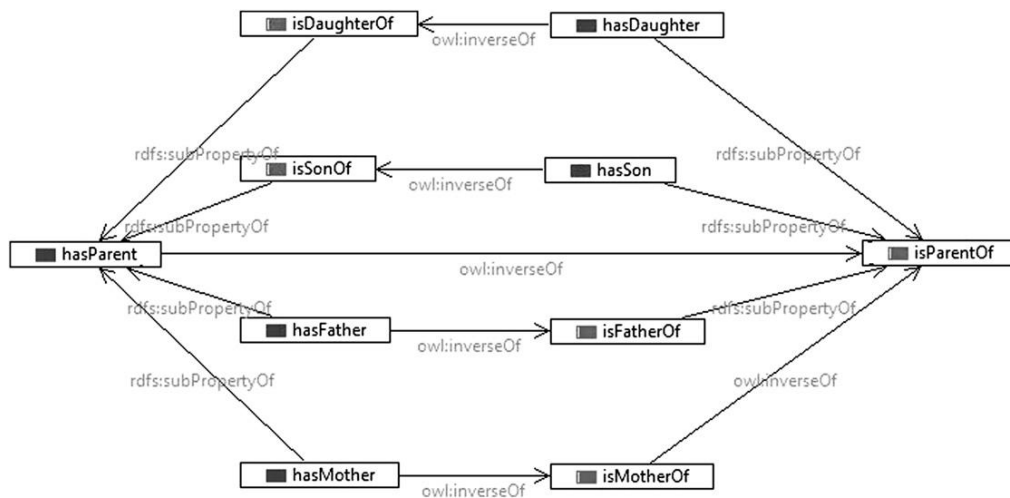 isDaughterOf
hasDaughter
owl:inverseOf
rdfs:subPropertyOf
rdfs:subPropertyOf
isSonOf
hasSon
owl:inverseOf
rdfs:subPropertyOf
rdfs:subPropertyOf
hasParent
isParentOf
owl:inverseOf
rdfs:subPropertyOf
rdfs:subPropertyOf
hasFather
isFatherOf
owl:inverseOf
rdfs:subPropertyOf
owl:inverseOf
hasMother
isMotherOf
owl:inverseOf